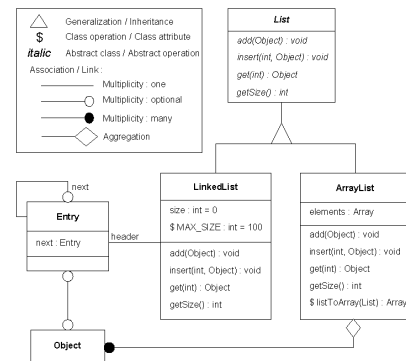 Generalization / Inheritance
$ Class operation / Class attribute
italic Abstract class / Abstract operation
Association / Link :
Multiplicity : one
Multiplicity : optional
Multiplicity : many
Aggregation
List
add(Object) : void
insert(int, Object) : void
get(int) : Object
getSize() : int
next
Entry
next : Entry
header
LinkedList
size : int = 0
$ MAX_SIZE : int = 100
add(Object) : void
insert(int, Object) : void
get(int) : Object
getSize() : int
ArrayList
elements : Array
add(Object) : void
insert(int, Object) : void
get(int) : Object
getSize() : int
$ listToArray(List) : Array
Object